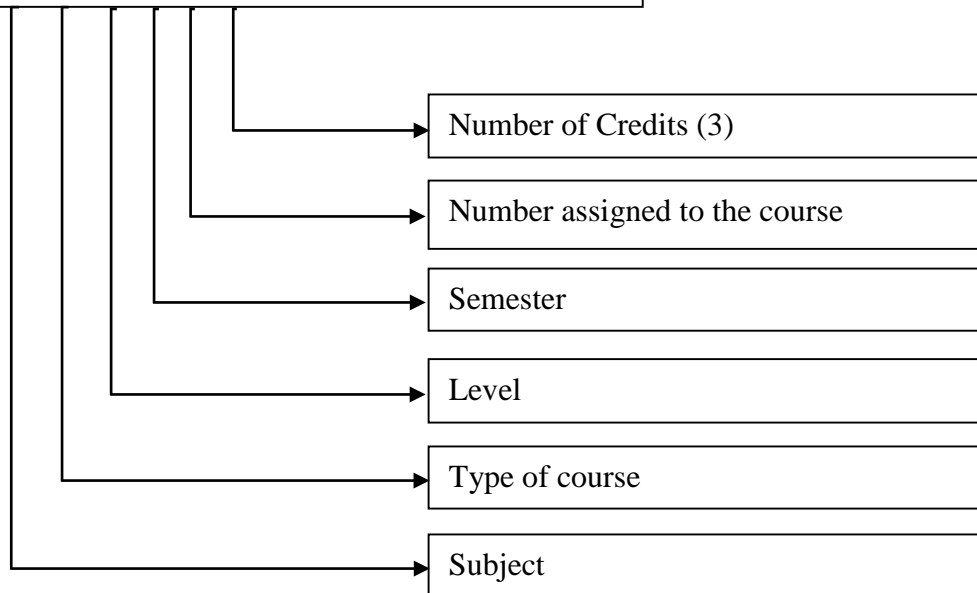 Number of Credits (3)
Number assigned to the course
Semester
Level
Type of course
Subject